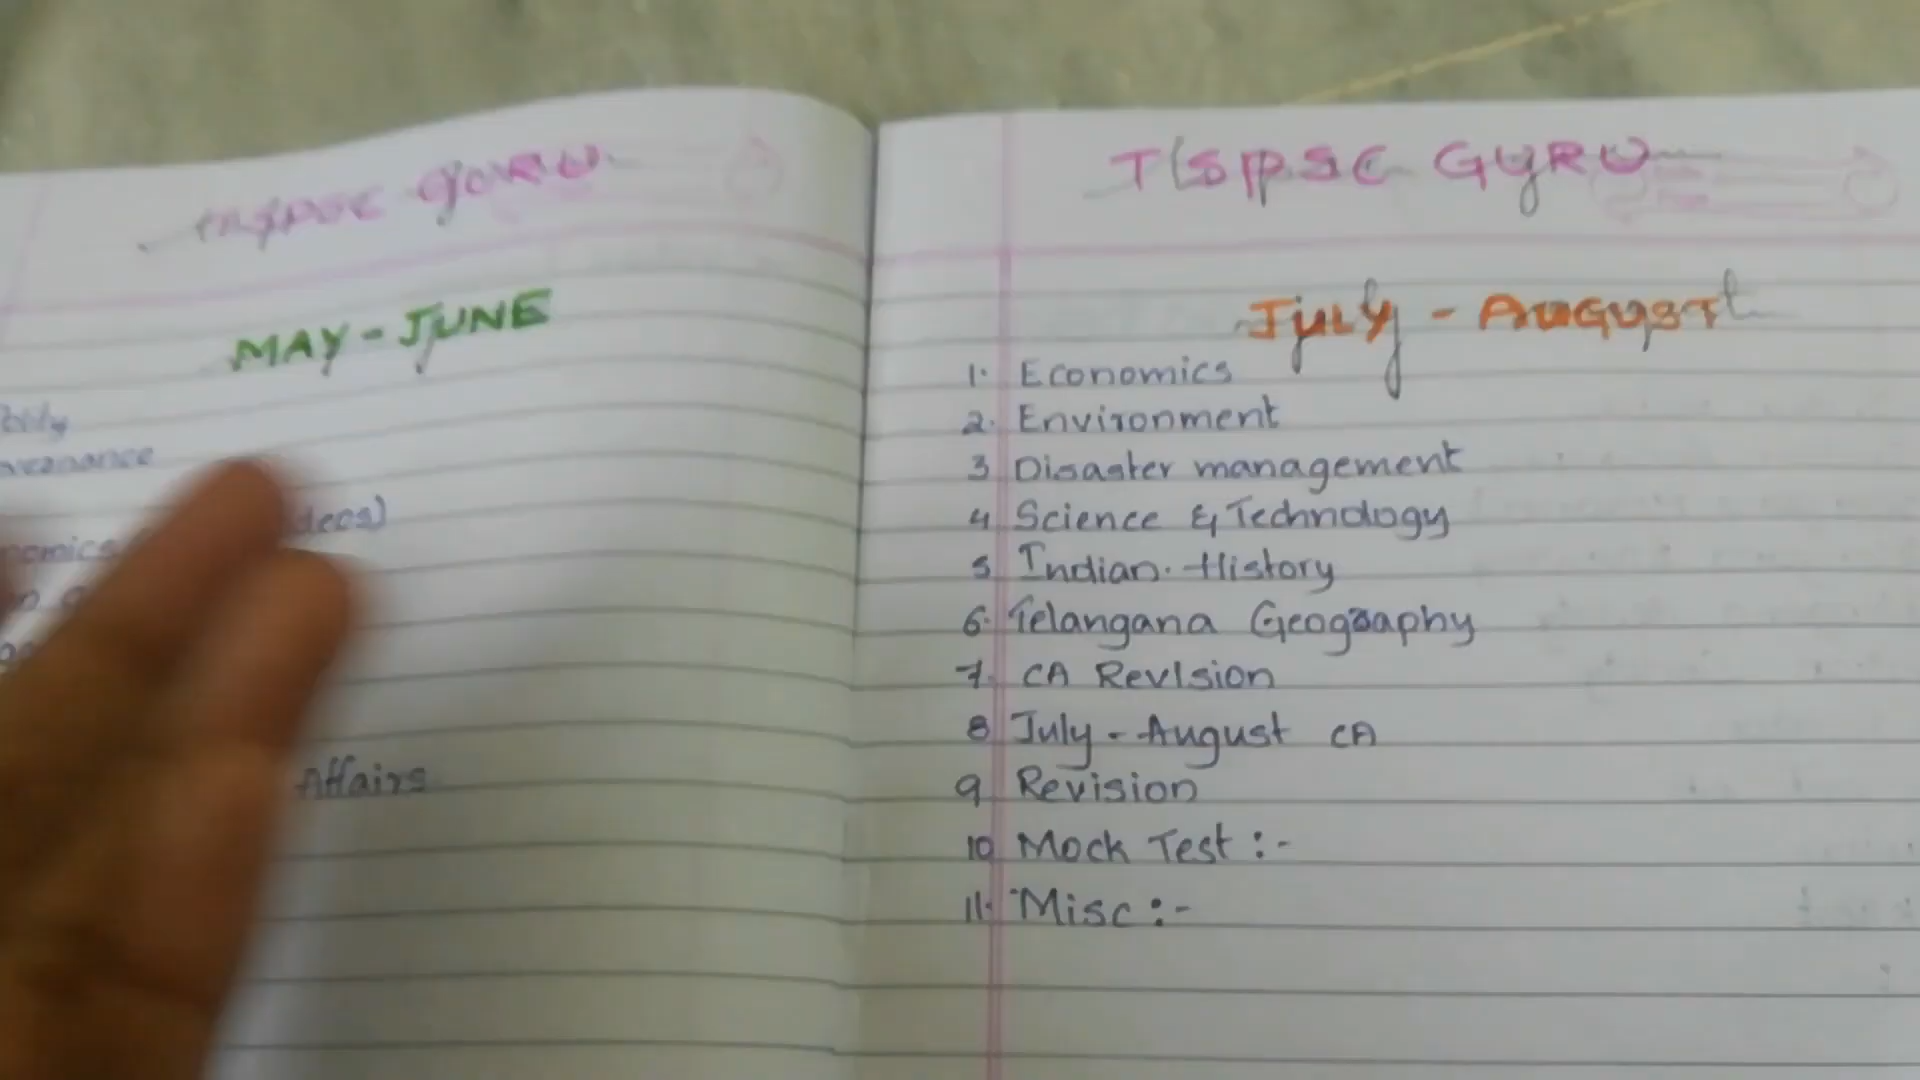 MAY - JUNE
Affairs
TSPSC GURU
July - AUGUST
1. Economics
2. Environment
3 Disaster management
4 Science & Technology
5 Indian. History
6. Telangana Geography
7. CA Revision
8 July - August CA
9 Revision
10 Mock Test :-
11. Misc :-